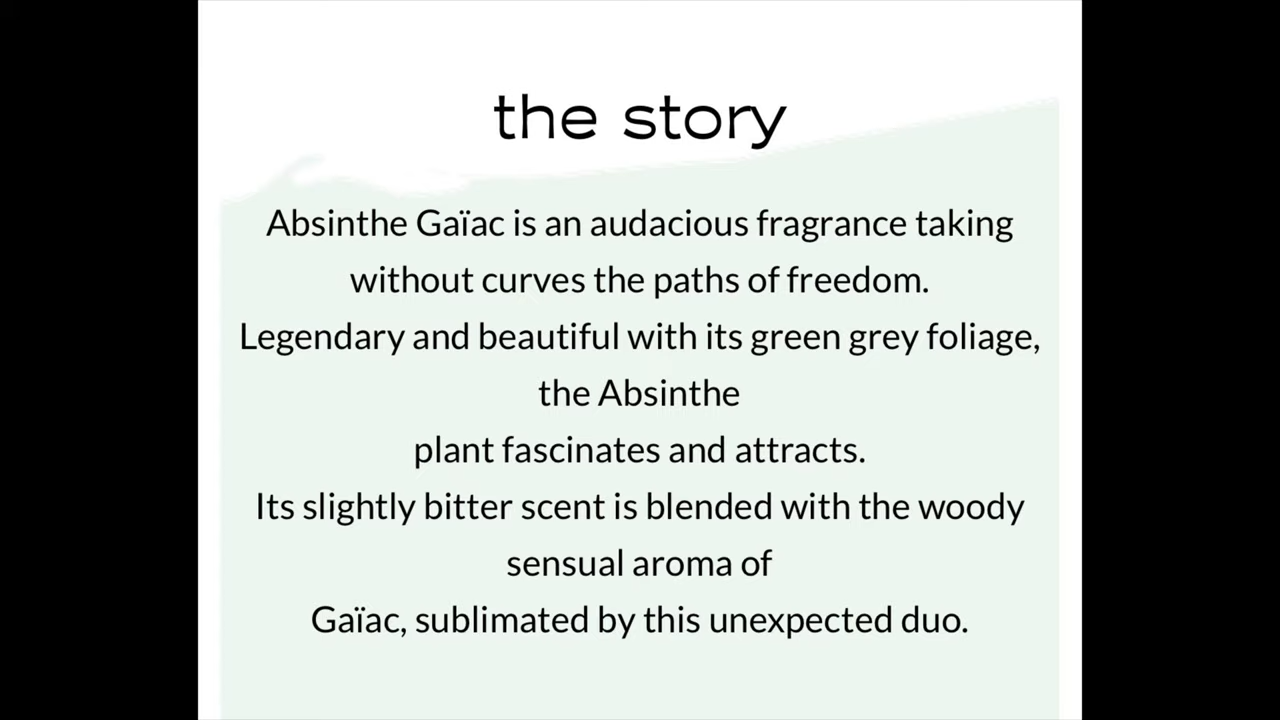 the story
Absinthe Gaïac is an audacious fragrance taking
without curves the paths of freedom.
Legendary and beautiful with its green grey foliage,
the Absinthe
plant fascinates and attracts.
Its slightly bitter scent is blended with the woody
sensual aroma of
Gaïac, sublimated by this unexpected duo.